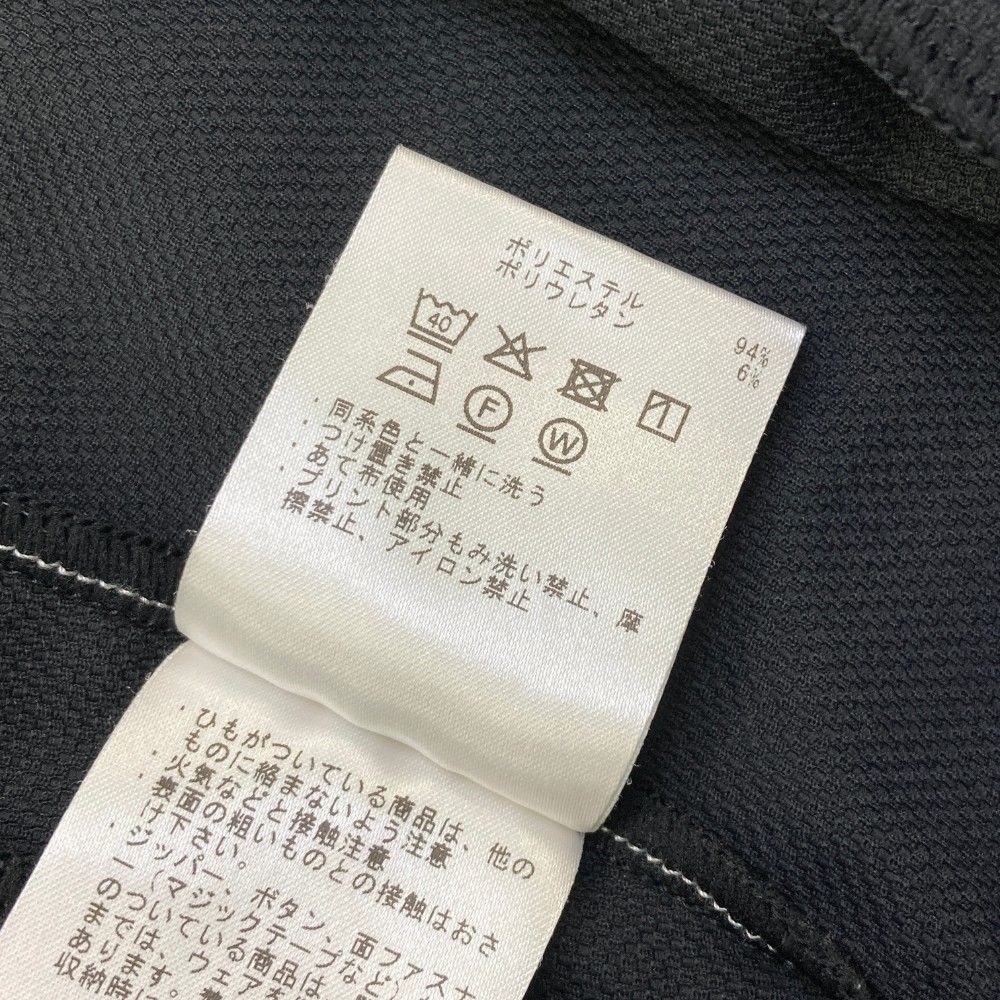 ポリエステル 94%
ポリウレタン 6%
40
F
W
・同系色と一緒に洗う
・つけ置き禁止
・あて布使用
・プリント部分もみ洗い禁止、摩
擦禁止、アイロン禁止
・ひもがついている商品は、他の
ものに絡まないよう注意
・火気などと接触注意
・表面の粗いものとの接触はおさ
け下さい。
・ジッパー、ボタン、面ファスナ
ー(マジックテープなど)
のついている商品は
までは、ウェア
あります。
収納時に